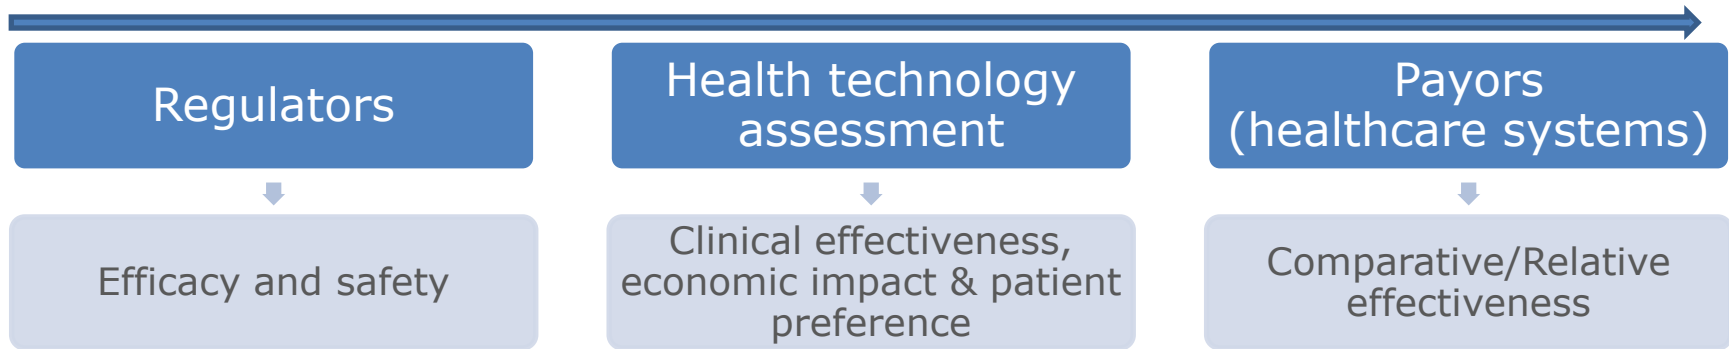 Regulators
Health technology
assessment
Payors
(healthcare systems)
Efficacy and safety
Clinical effectiveness,
economic impact & patient
preference
Comparative/Relative
effectiveness